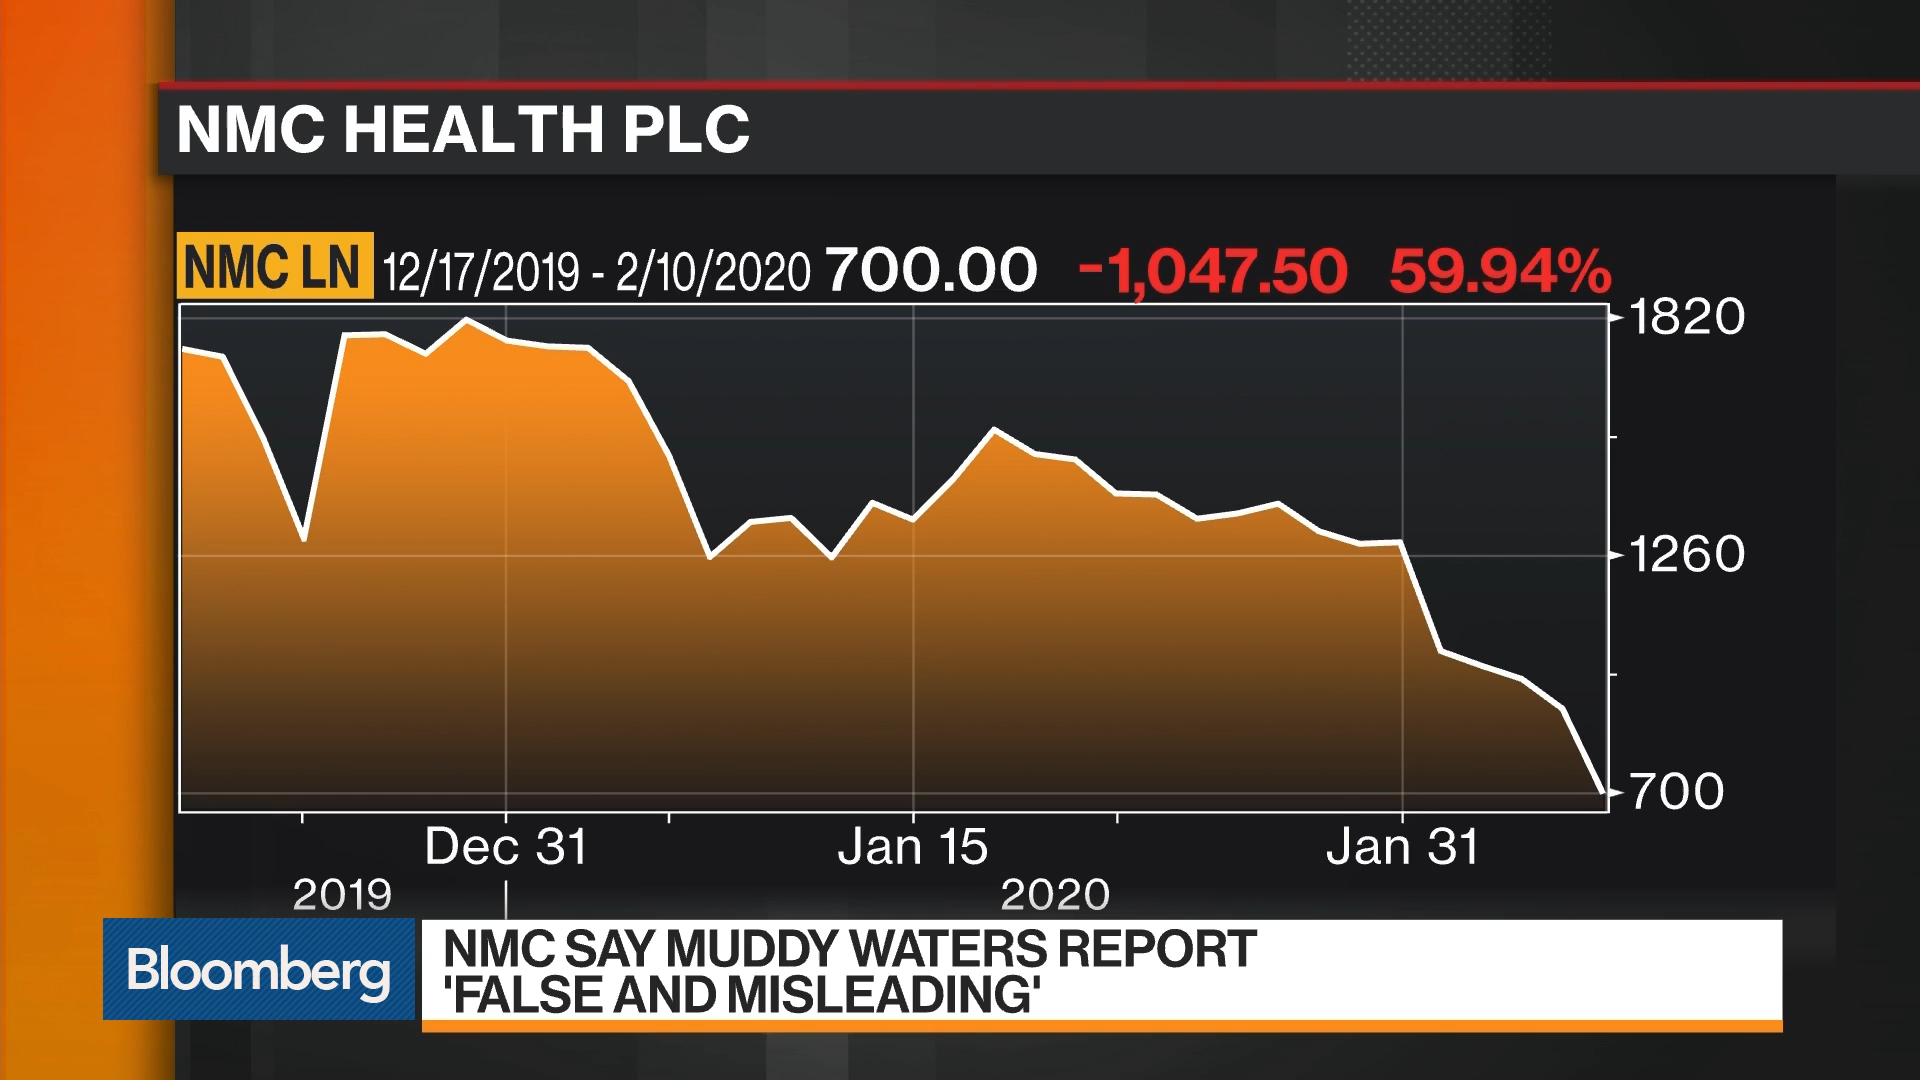 NMC HEALTH PLC
NMC LN 12/17/2019 - 2/10/2020 700.00 -1,047.50 59.94%
1820
1260
700
Dec 31 Jan 15 Jan 31
2019 2020
Bloomberg
NMC SAY MUDDY WATERS REPORT
'FALSE AND MISLEADING'